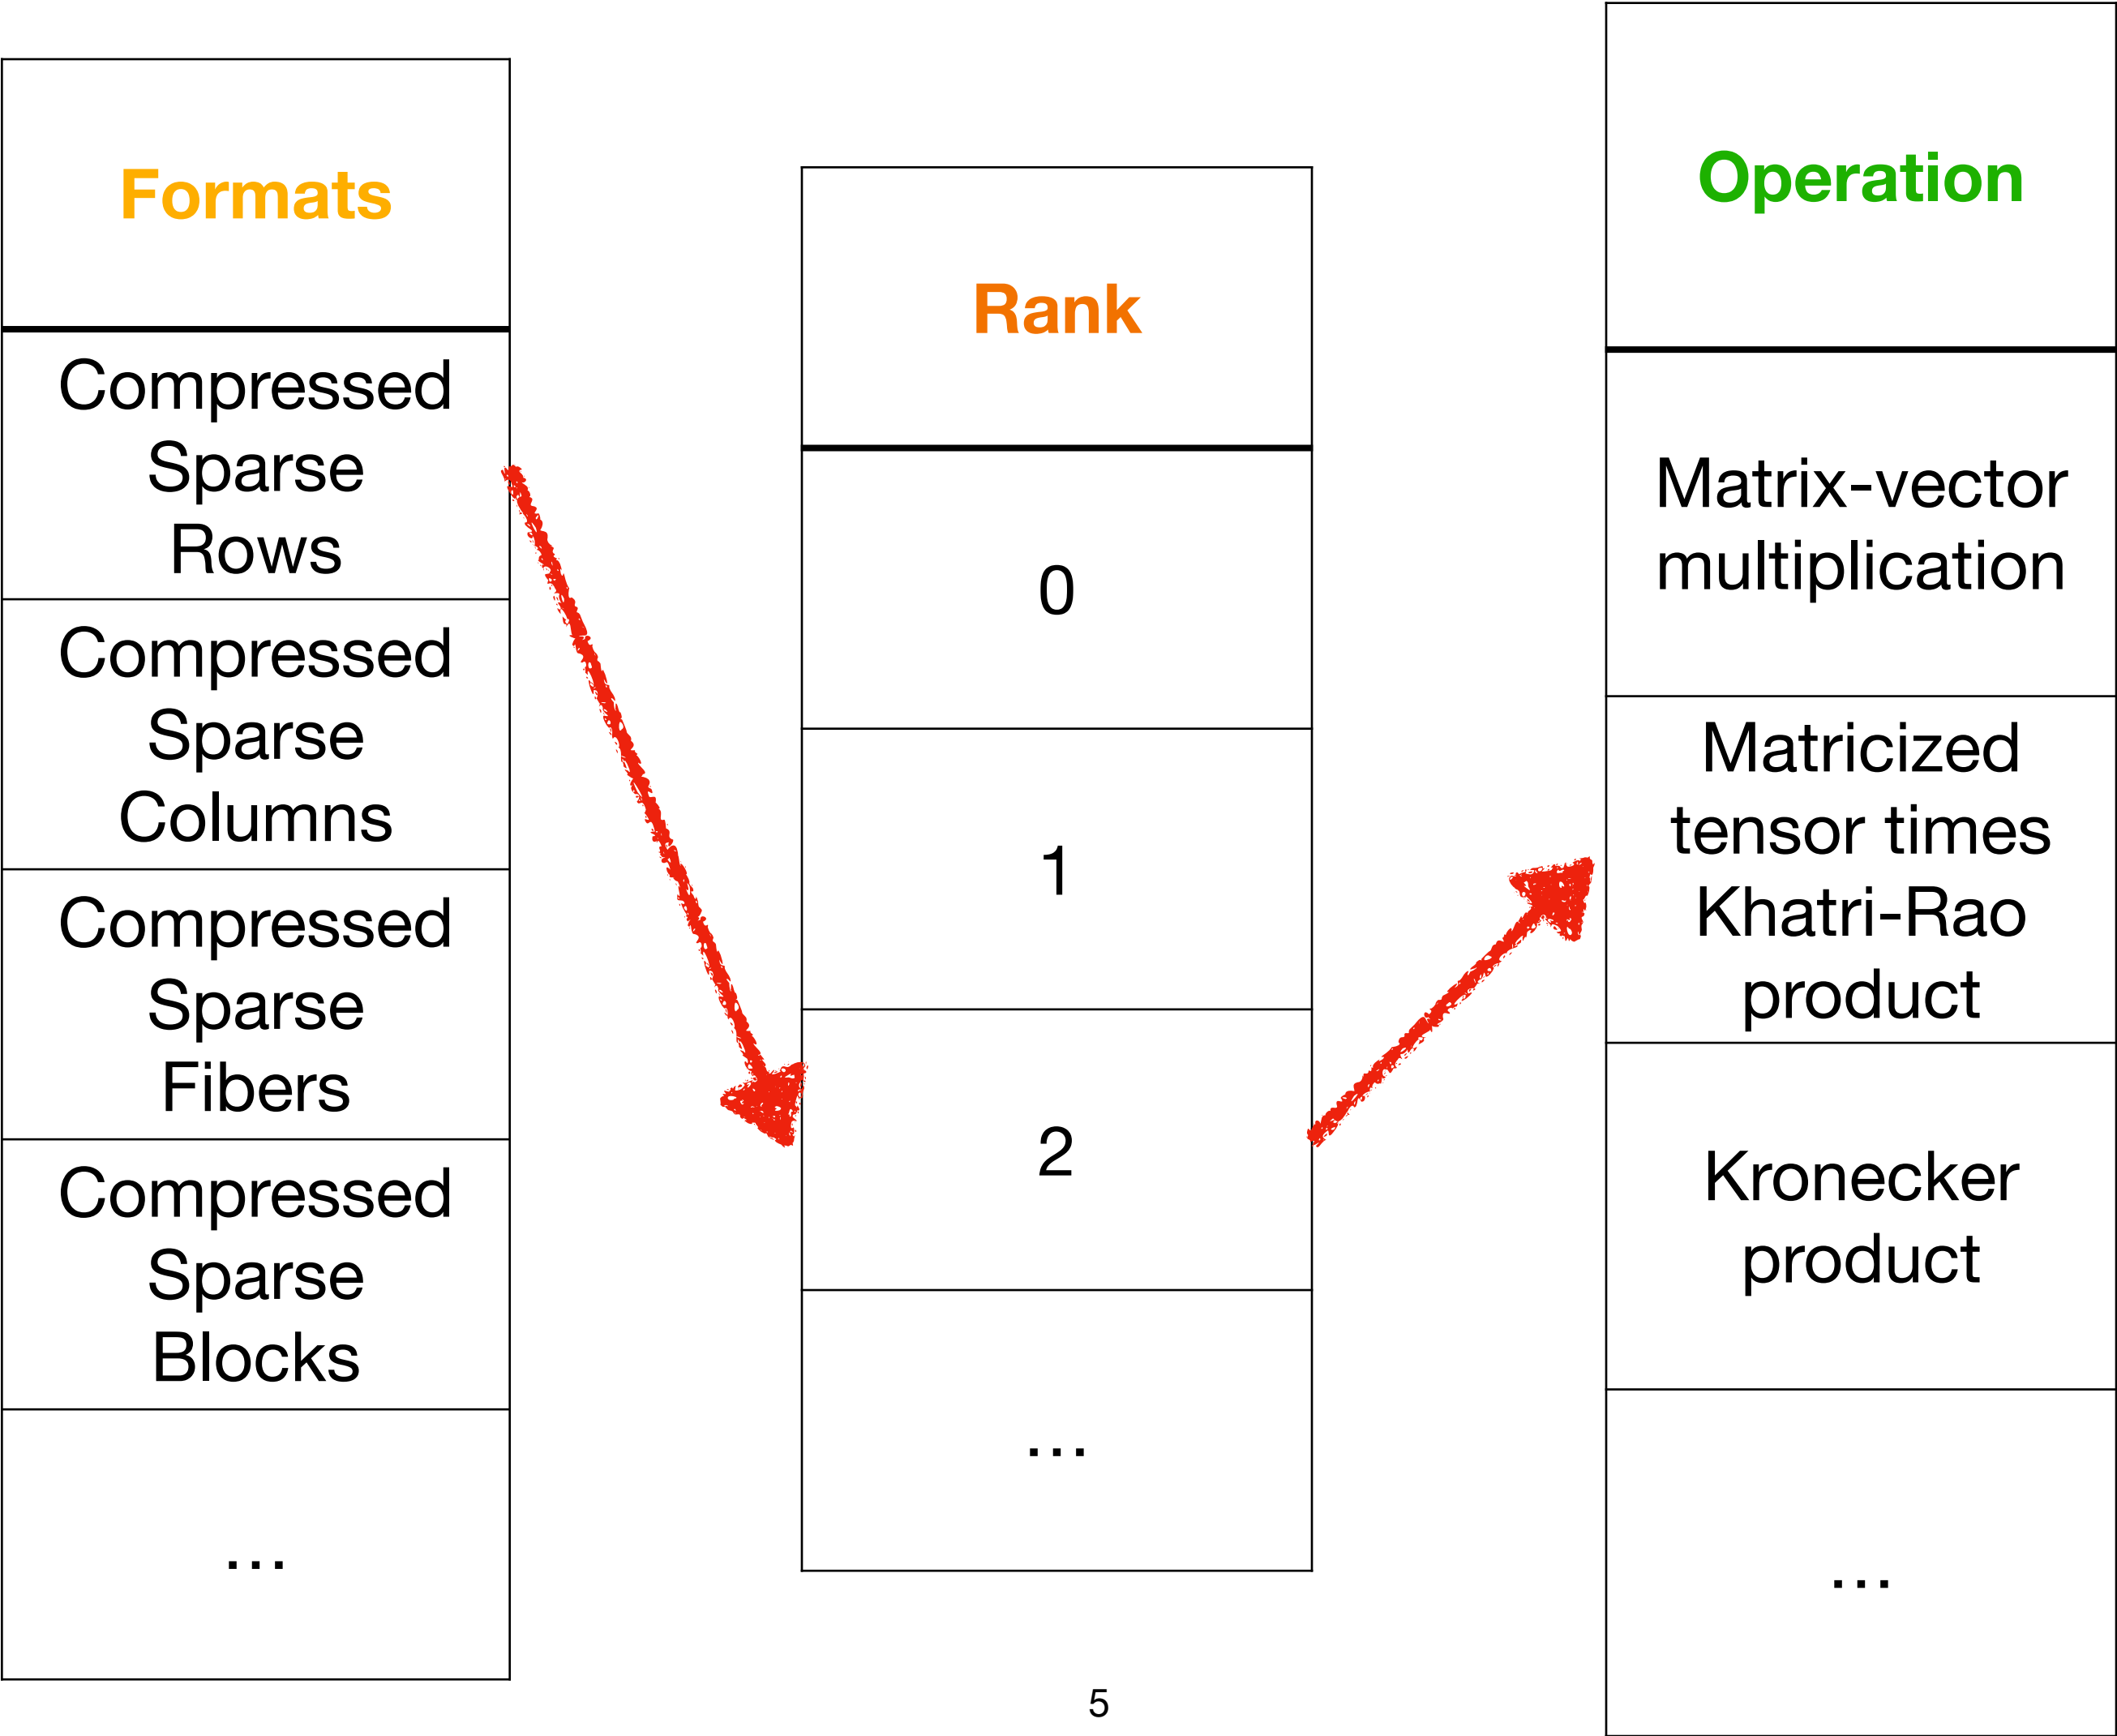 Formats
Compressed
Sparse
Rows
Compressed
Sparse
Columns
Compressed
Sparse
Fibers
Compressed
Sparse
Blocks
...
Rank
0
1
2
...
Operation
Matrix-vector
multiplication
Matricized
tensor times
Khatri-Rao
product
Kronecker
product
...
5